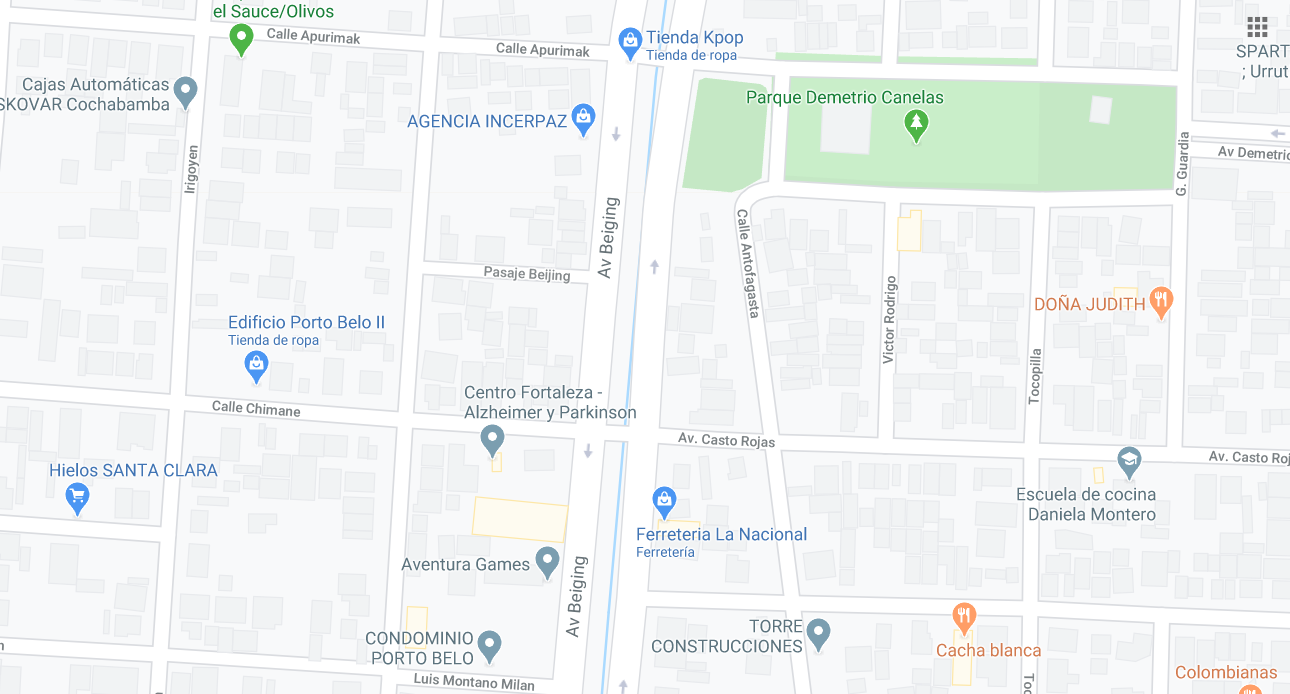 el Sauce/Olivos
Calle Apurimak
Calle Apurimak
Tienda Kpop
Tienda de ropa
SPART
; Urrut
Cajas Automáticas
SKOVAR Cochabamba
AGENCIA INCERPAZ
Parque Demetrio Canelas
Irigoyen
G. Guardia
Av Demetric
Av Beiging
Calle Antofagasta
Pasaje Beijing
Victor Rodrigo
DOÑA JUDITH
Edificio Porto Belo II
Tienda de ropa
Tocopilla
Centro Fortaleza -
Alzheimer y Parkinson
Calle Chimane
Av. Casto Rojas
Av. Casto Roj
Hielos SANTA CLARA
Escuela de cocina
Daniela Montero
Ferreteria La Nacional
Ferretería
Aventura Games
Av Beiging
CONDOMINIO
PORTO BELO
TORRE
CONSTRUCCIONES
Cacha blanca
Colombianas
Luis Montano Milan
Toc